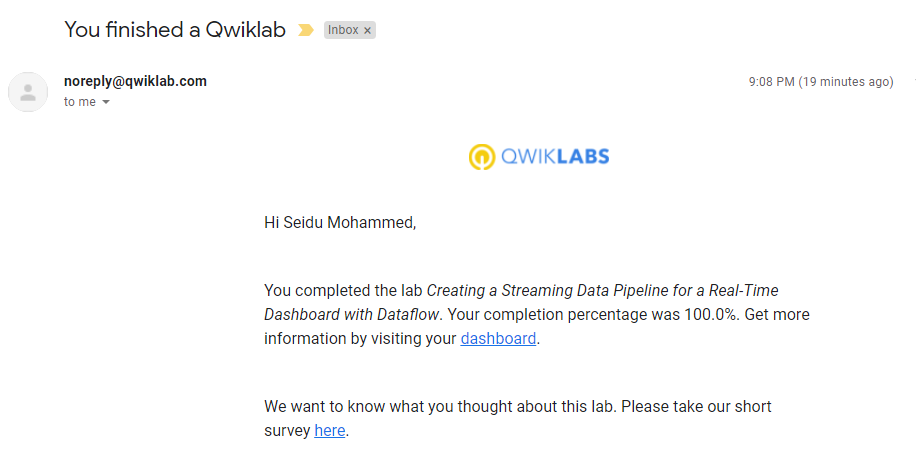 You finished a Qwiklab
Inbox x
noreply@qwiklab.com
9:08 PM (19 minutes ago)
to me
QWIKLABS
Hi Seidu Mohammed,
You completed the lab Creating a Streaming Data Pipeline for a Real-Time
Dashboard with Dataflow. Your completion percentage was 100.0%. Get more
information by visiting your dashboard.
We want to know what you thought about this lab. Please take our short
survey here.